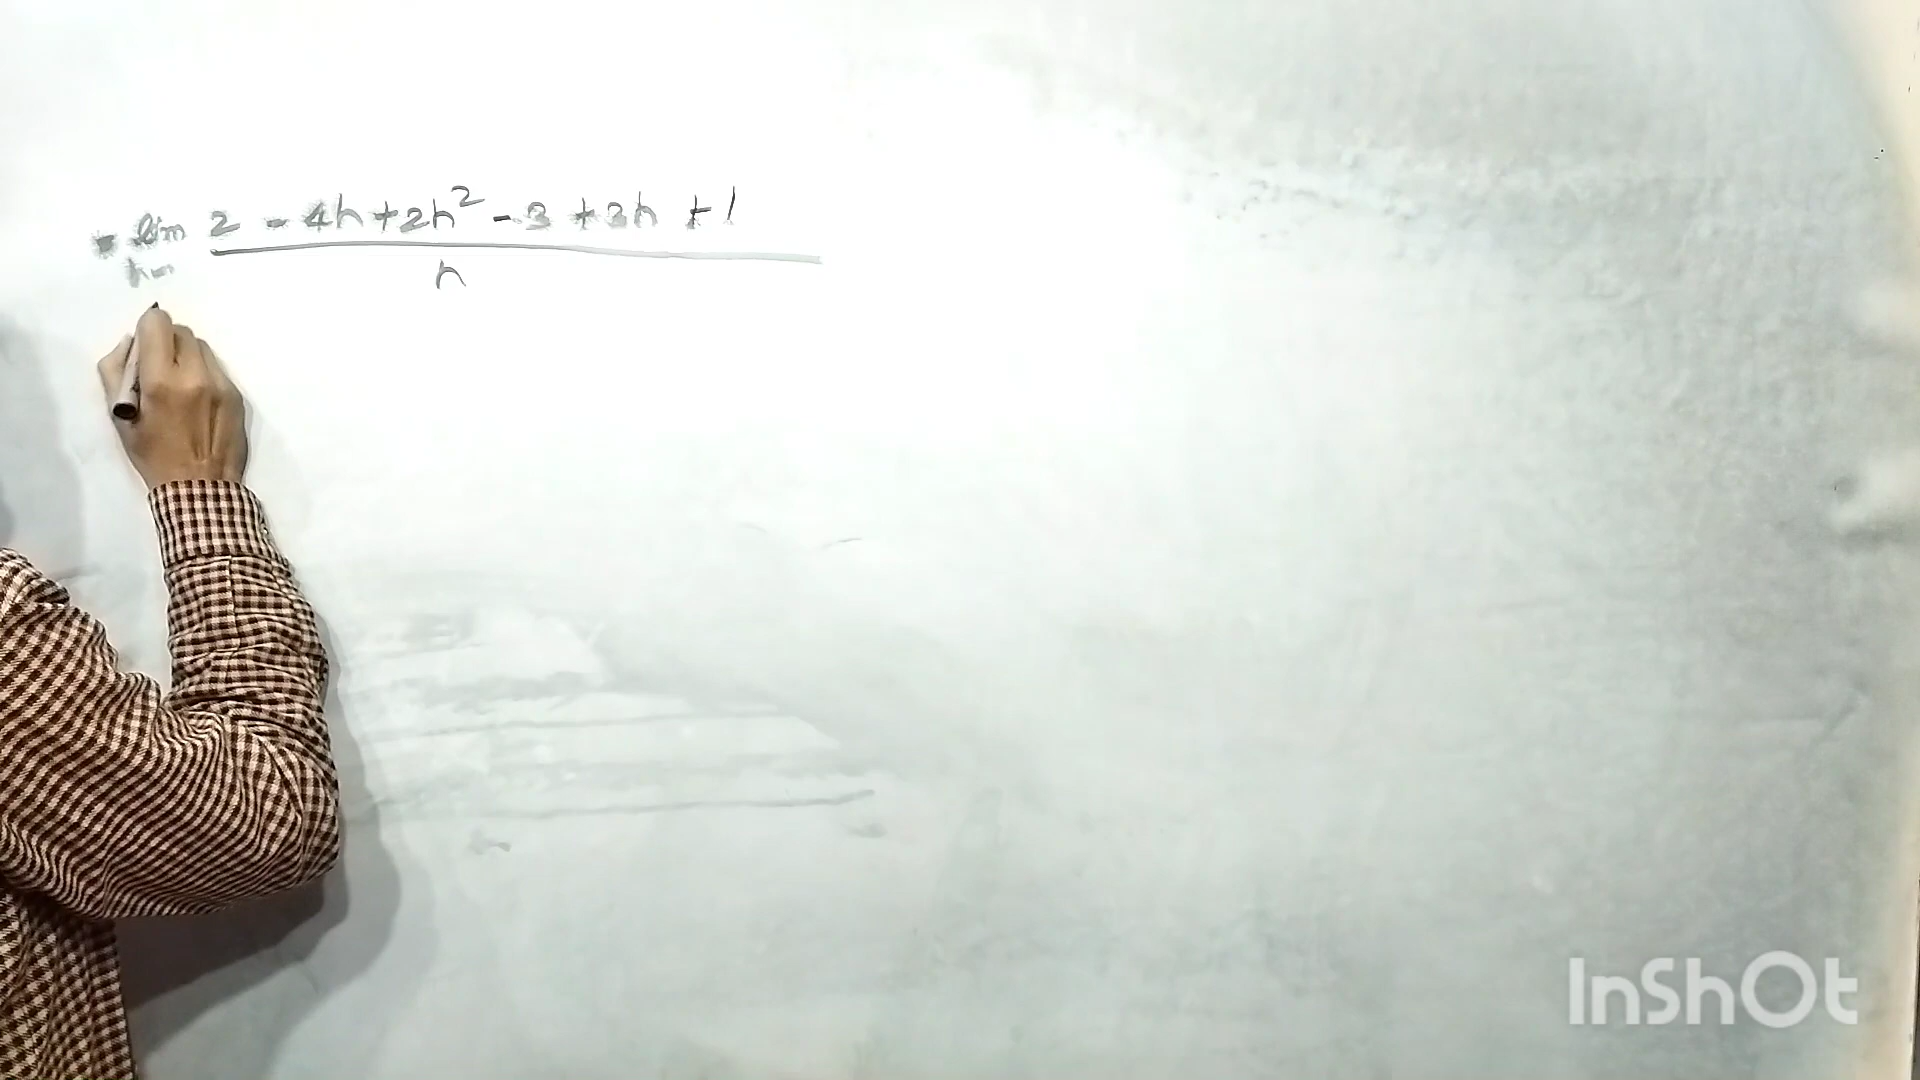 = lim 2 - 4h + 2h² - 3 + 3h + 1
h
InShOt